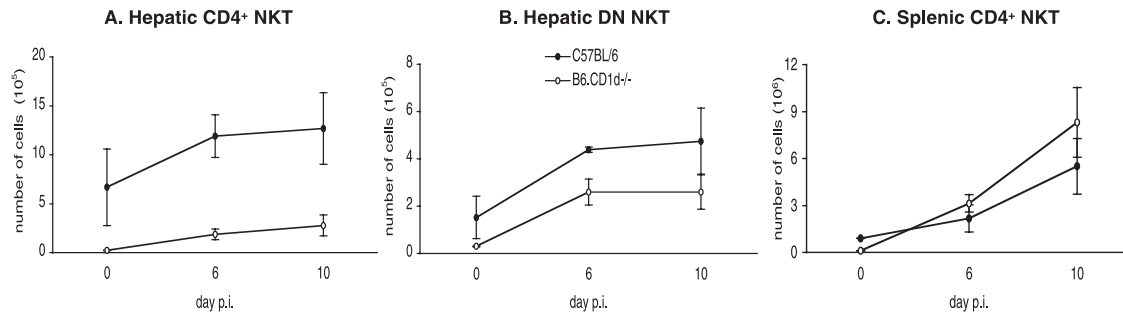 A. Hepatic CD4+ NKT
number of cells (10⁵)
20
15
10
5
0
0 6 10
day p.i.
B. Hepatic DN NKT
C57BL/6
B6.CD1d-/-
number of cells (10⁵)
8
6
4
2
0
0 6 10
day p.i.
C. Splenic CD4+ NKT
number of cells (10⁶)
12
9
6
3
0
0 6 10
day p.i.